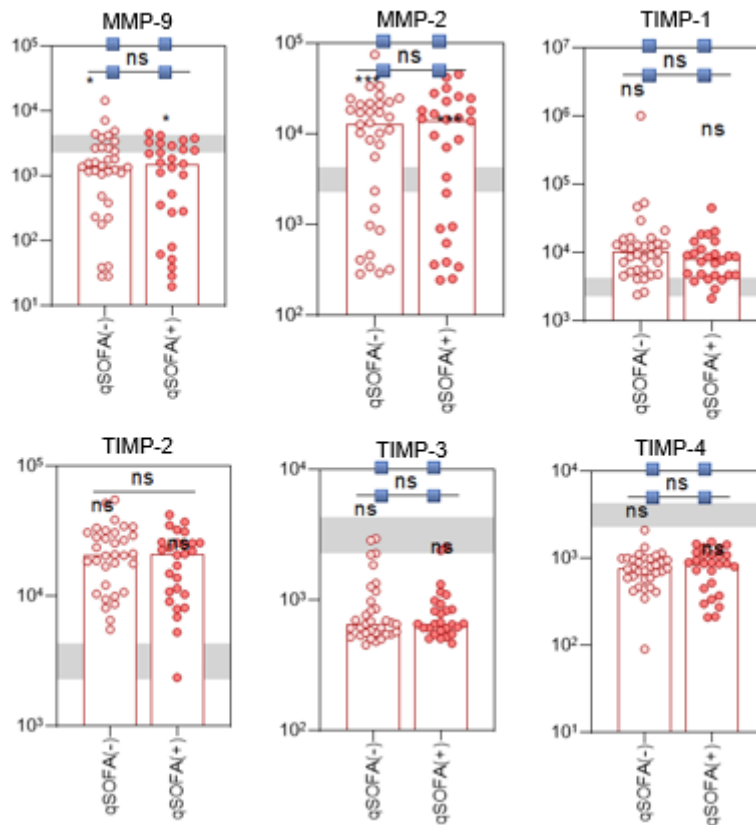 MMP-9
10⁵
ns
*
10⁴
*
10³
10²
10¹
qSOFA(-)
qSOFA(+)
MMP-2
10⁵
ns
***
10⁴
***
10³
10²
qSOFA(-)
qSOFA(+)
TIMP-1
10⁷
ns
ns
10⁶
ns
10⁵
10⁴
10³
qSOFA(-)
qSOFA(+)
TIMP-2
10⁵
ns
ns
ns
10⁴
10³
qSOFA(-)
qSOFA(+)
TIMP-3
10⁴
ns
ns
ns
10³
10²
qSOFA(-)
qSOFA(+)
TIMP-4
10⁴
ns
ns
ns
10³
10²
10¹
qSOFA(-)
qSOFA(+)